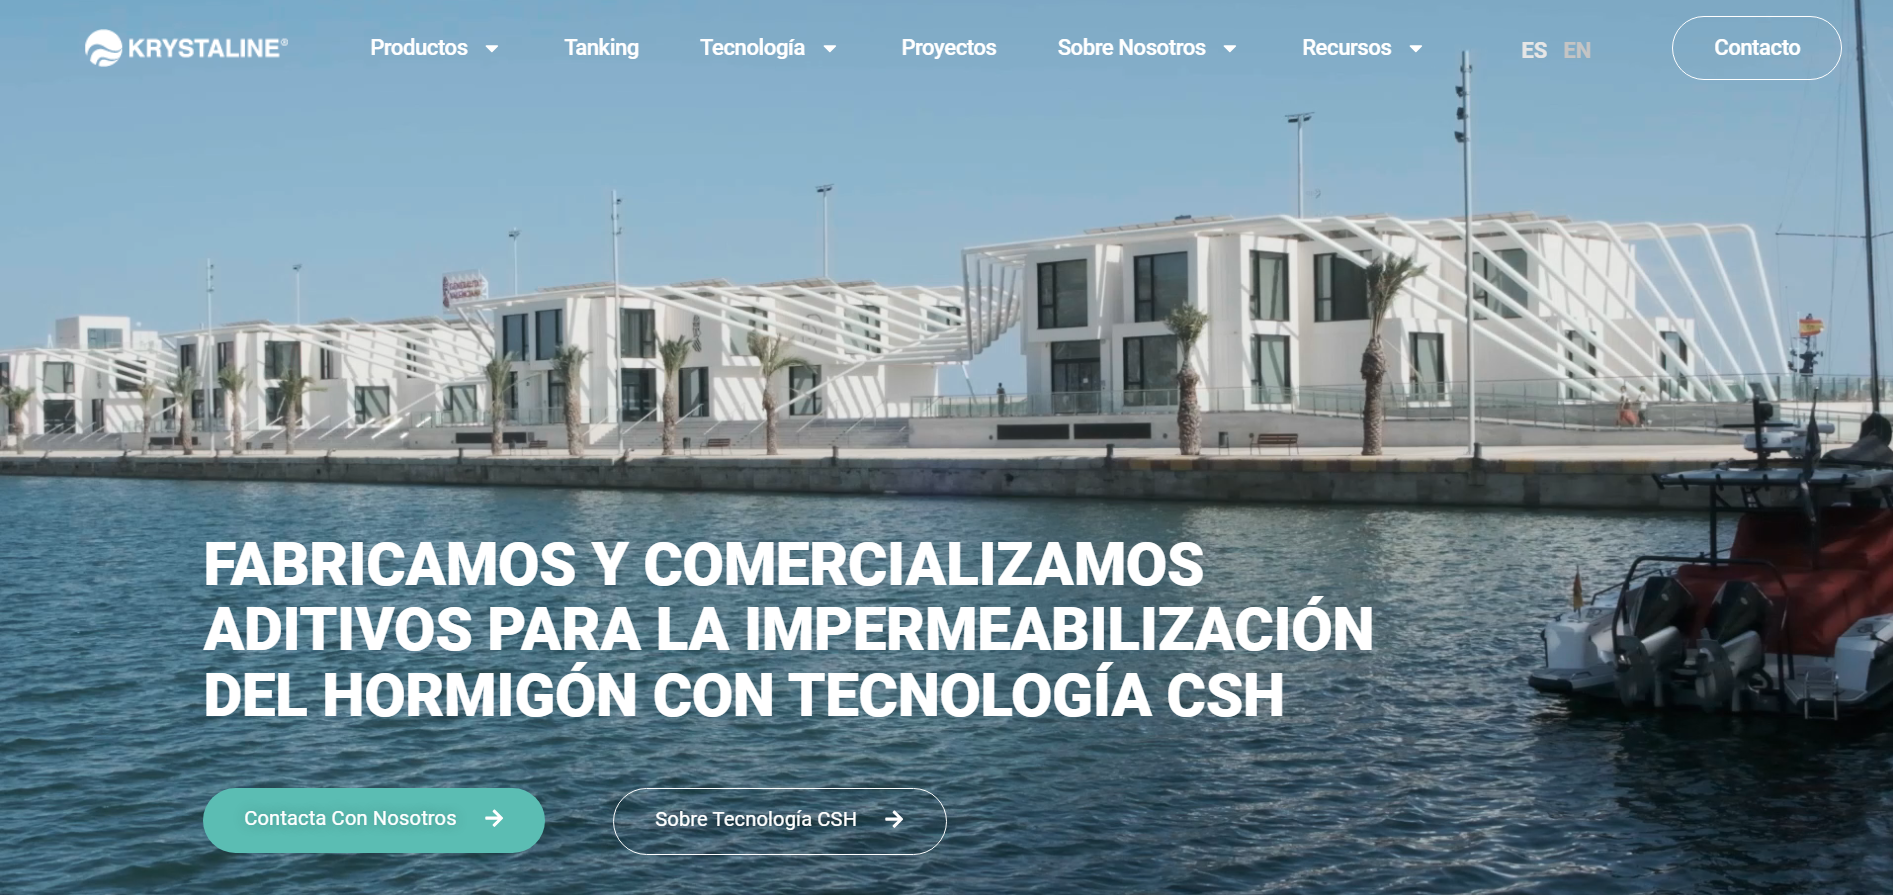 KRYSTALINE®
Productos
Tanking
Tecnología
Proyectos
Sobre Nosotros
Recursos
ES EN
Contacto
FABRICAMOS Y COMERCIALIZAMOS
ADITIVOS PARA LA IMPERMEABILIZACIÓN
DEL HORMIGÓN CON TECNOLOGÍA CSH
Contacta Con Nosotros
Sobre Tecnología CSH